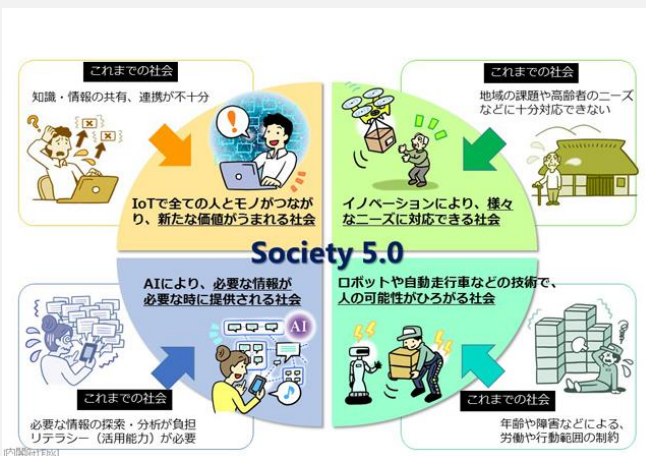 これまでの社会
知識・情報の共有、連携が不十分
これまでの社会
地域の課題や高齢者のニーズ
などに十分対応できない
IoTで全ての人とモノがつなが
り、新たな価値がうまれる社会
イノベーションにより、様々
なニーズに対応できる社会
Society 5.0
AIにより、必要な情報が
必要な時に提供される社会
AI
ロボットや自動走行車などの技術で、
人の可能性がひろがる社会
これまでの社会
必要な情報の探索・分析が負担
リテラシー（活用能力）が必要
これまでの社会
年齢や障害などによる、
労働や行動範囲の制約
[内閣府作成]